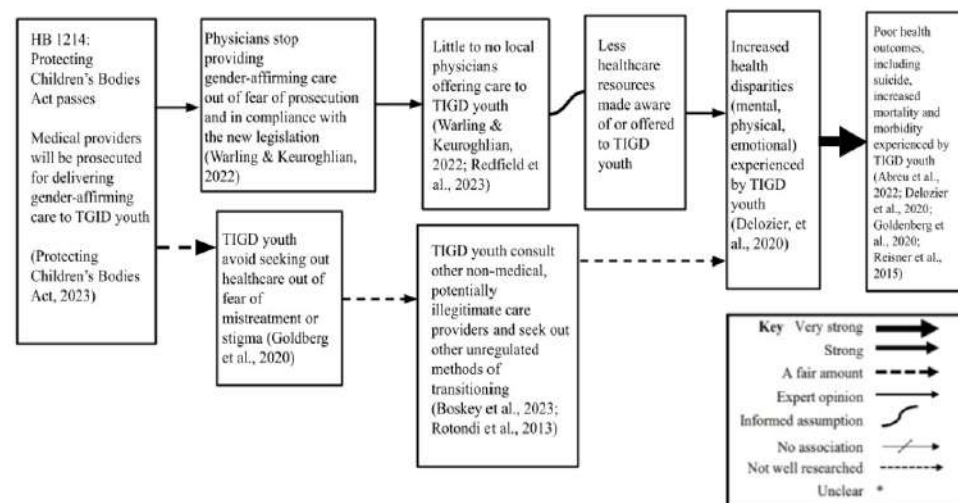 HB 1214:
Protecting
Children's Bodies
Act passes
Medical providers
will be prosecuted
for delivering
gender-affirming
care to TGID youth
(Protecting
Children's Bodies
Act, 2023)
Physicians stop
providing
gender-affirming care
out of fear of prosecution
and in compliance with
the new legislation
(Warling & Keuroghlian,
2022)
Little to no local
physicians
offering care to
TIGD youth
(Warling &
Keuroghlian,
2022; Redfield et
al., 2023)
Less
healthcare
resources
made aware
of or offered
to TIGD
youth
Increased
health
disparities
(mental,
physical,
emotional)
experienced
by TIGD
youth
(Delozier, et
al., 2020)
Poor health
outcomes,
including
suicide,
increased
mortality and
morbidity
experienced by
TIGD youth
(Abreu et al.,
2022; Delozier
et al., 2020;
Goldenberg et
al., 2020;
Reisner et al.,
2015)
TIGD youth
avoid seeking out
healthcare out of
fear of
mistreatment or
stigma (Goldberg
et al., 2020)
TIGD youth consult
other non-medical,
potentially
illegitimate care
providers and seek out
other unregulated
methods of
transitioning
(Boskey et al., 2023;
Rotondi et al., 2013)
Key Very strong
Strong
A fair amount
Expert opinion
Informed assumption
No association
Not well researched
Unclear *